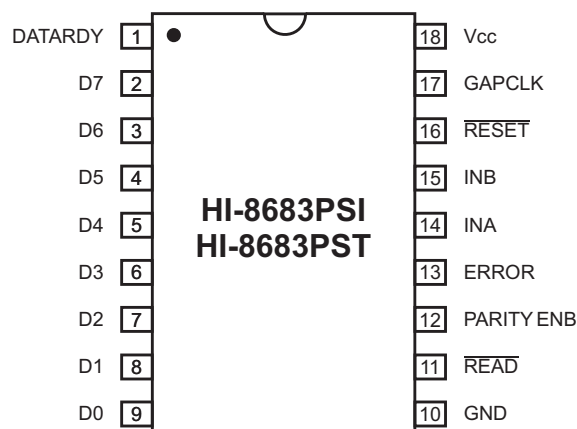 DATARDY 1 18 Vcc
D7 2 17 GAPCLK
D6 3 16 RESET
D5 4 15 INB
HI-8683PSI
D4 5 14 INA
HI-8683PST
D3 6 13 ERROR
D2 7 12 PARITY ENB
D1 8 11 READ
D0 9 10 GND